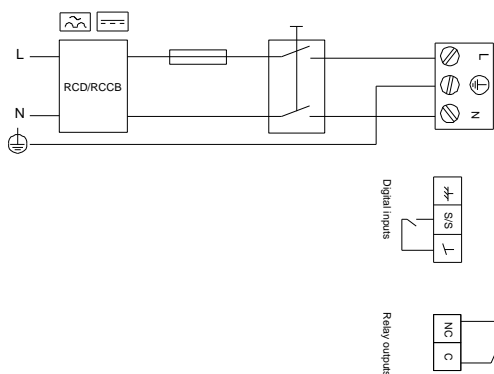 L
RCD/RCCB
N
L
N
Digital inputs
S/S
Relay outputs
NC
C